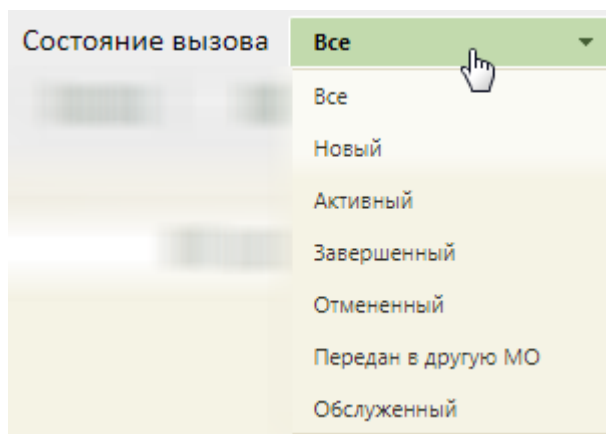 Состояние вызова Все
Все
Новый
Активный
Завершенный
Отмененный
Передан в другую МО
Обслуженный